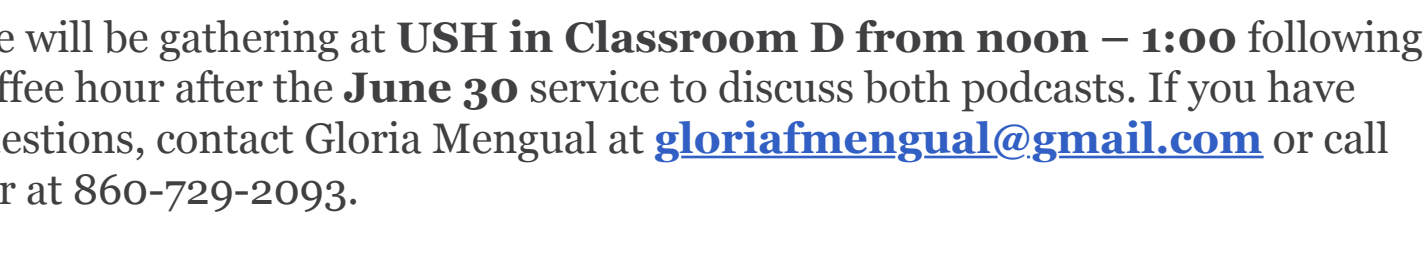 e will be gathering at USH in Classroom D from noon – 1:00 following
ffee hour after the June 30 service to discuss both podcasts. If you have
estions, contact Gloria Mengual at gloriafmengual@gmail.com or call
r at 860-729-2093.